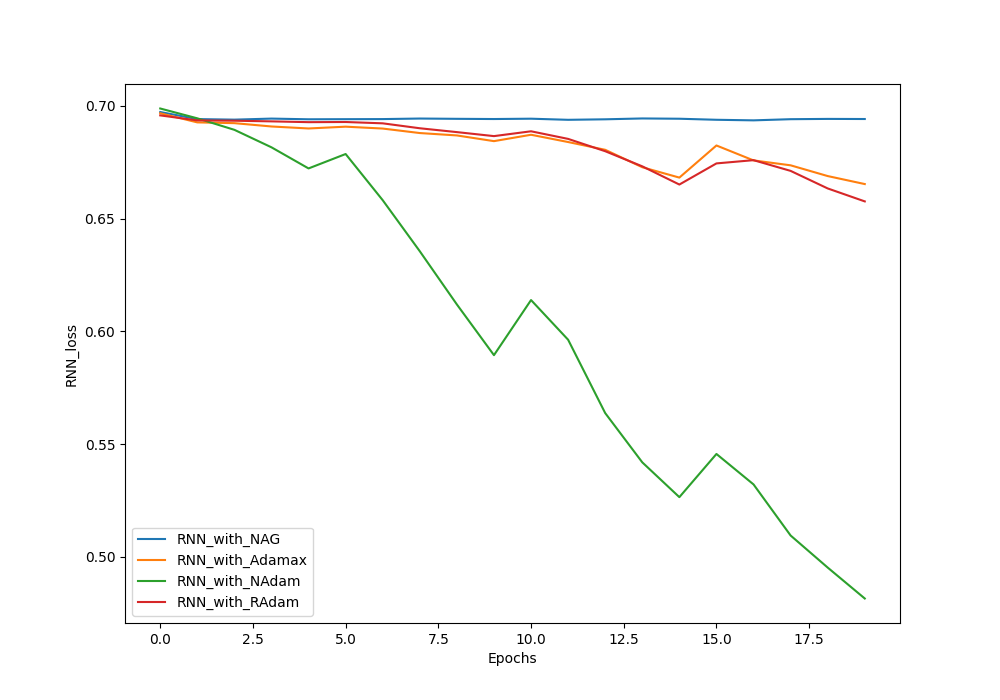 0.70
0.65
0.60
0.55
0.50
RNN_loss
RNN_with_NAG
RNN_with_Adamax
RNN_with_NAdam
RNN_with_RAdam
0.0 2.5 5.0 7.5 10.0 12.5 15.0 17.5
Epochs